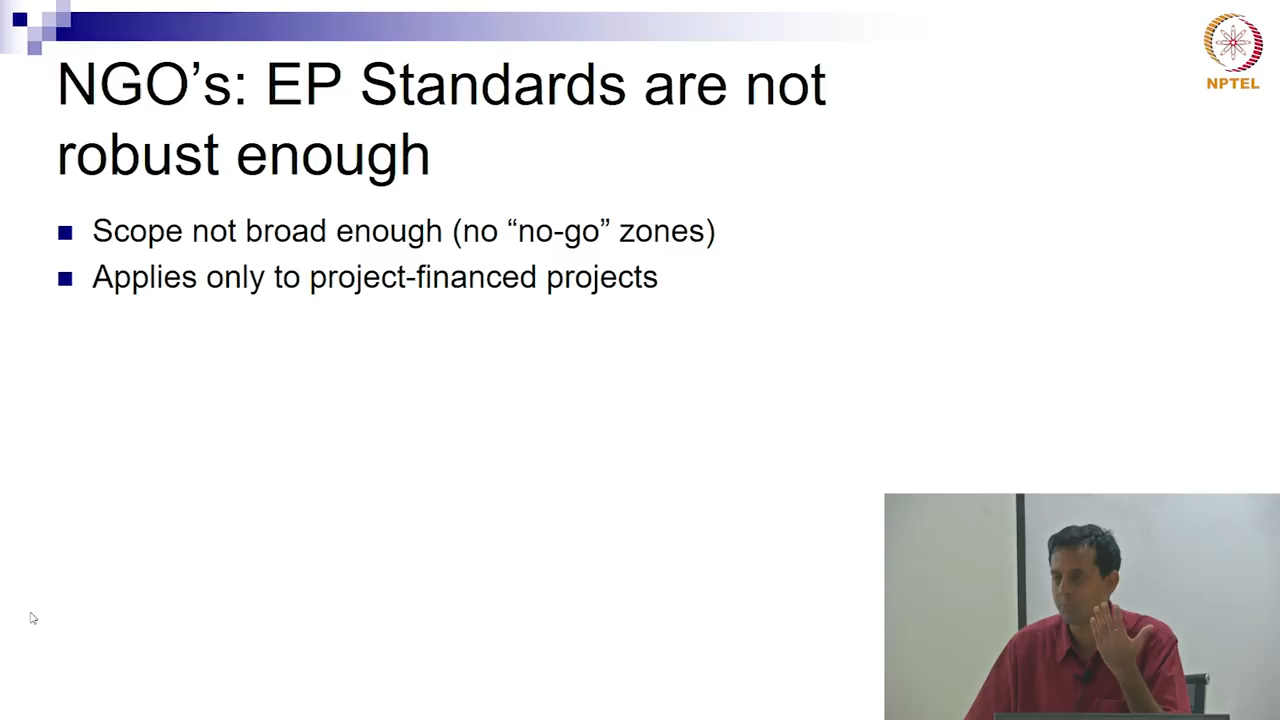 NGO’s: EP Standards are not
robust enough
Scope not broad enough (no “no-go” zones)
Applies only to project-financed projects
NPTEL